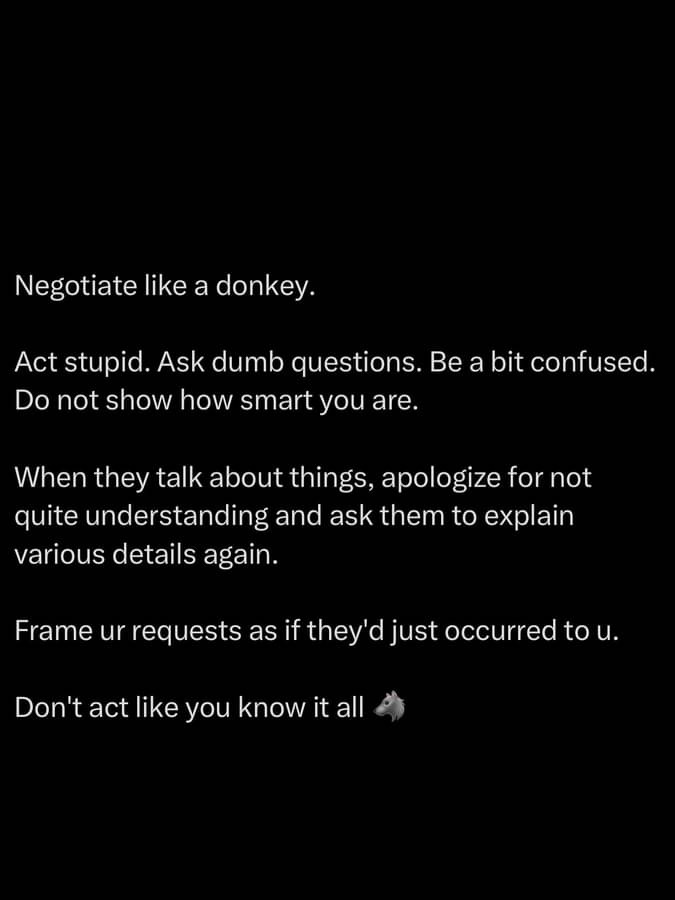 Negotiate like a donkey.
Act stupid. Ask dumb questions. Be a bit confused.
Do not show how smart you are.
When they talk about things, apologize for not
quite understanding and ask them to explain
various details again.
Frame ur requests as if they'd just occurred to u.
Don't act like you know it all 🐺